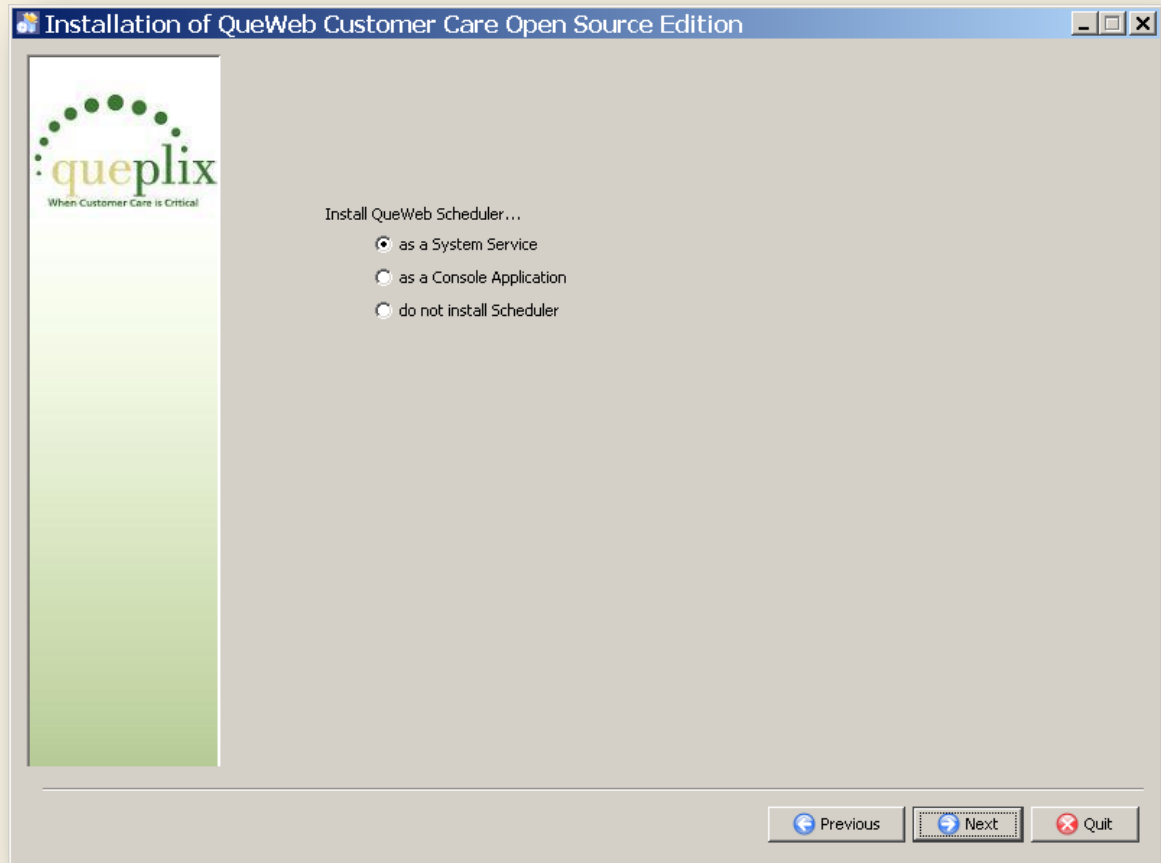 Installation of QueWeb Customer Care Open Source Edition
queplix
When Customer Care is Critical
Install QueWeb Scheduler...
as a System Service
as a Console Application
do not install Scheduler
Previous
Next
Quit